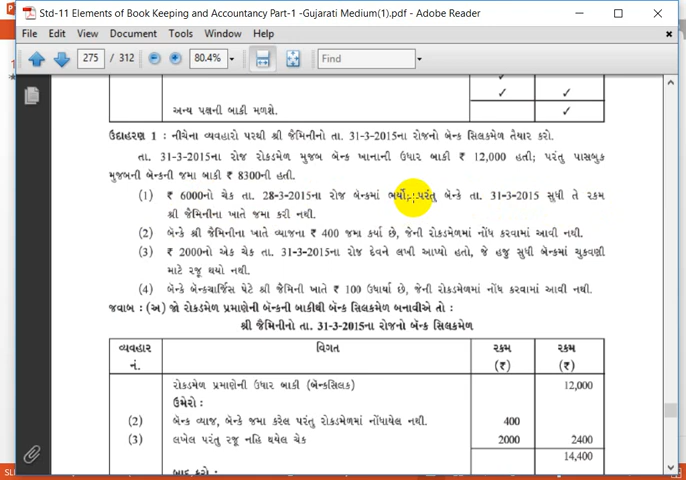 Std-11 Elements of Book Keeping and Accountancy Part-1 -Gujarati Medium(1).pdf - Adobe Reader
File Edit View Document Tools Window Help
275 / 312 80.4% Find
અન્ય પક્ષની બાકી મળશે.
ઉદાહરણ 1 : નીચેના વ્યવહારો પરથી શ્રી જૈમિનીનો તા. 31-3-2015ના રોજનો બૅન્ક સિલકમેળ તૈયાર કરો.
તા. 31-3-2015ના રોજ રોકડમેળ મુજબ બૅન્ક ખાનાની ઉધાર બાકી ₹ 12,000 હતી; પરંતુ પાસબુક
મુજબની બૅન્કની જમા બાકી ₹ 8300ની હતી.
(1) ₹ 6000નો ચેક તા. 28-3-2015ના રોજ બૅન્કમાં ભર્યો; પરંતુ બૅન્કે તા. 31-3-2015 સુધી તે રકમ
શ્રી જૈમિનીના ખાતે જમા કરી નથી.
(2) બૅન્કે શ્રી જૈમિનીના ખાતે વ્યાજના ₹ 400 જમા કર્યા છે, જેની રોકડમેળમાં નોંધ કરવામાં આવી નથી.
(3) ₹ 2000નો એક ચેક તા. 31-3-2015ના રોજ દેવને લખી આપ્યો હતો, જે હજુ સુધી બૅન્કમાં ચુકવણી
માટે રજૂ થયો નથી.
(4) બૅન્કે બૅન્કચાર્જિસ પેટે શ્રી જૈમિની ખાતે ₹ 100 ઉધાર્યા છે, જેની રોકડમેળમાં નોંધ કરવામાં આવી નથી.
જવાબ : (અ) જો રોકડમેળ પ્રમાણેની બૅન્કની બાકીથી બૅન્ક સિલકમેળ બનાવીએ તો :
શ્રી જૈમિનીનો તા. 31-3-2015ના રોજનો બૅન્ક સિલકમેળ
વ્યવહાર વિગત રકમ રકમ
નં. (₹) (₹)
રોકડમેળ પ્રમાણેની ઉધાર બાકી (બૅન્કસિલક) 12,000
ઉમેરો :
(2) બૅન્ક વ્યાજ, બૅન્કે જમા કરેલ પરંતુ રોકડમેળમાં નોંધાયેલ નથી. 400
(3) લખેલ પરંતુ રજૂ નહિ થયેલ ચેક 2000 2400
14,400
બાદ કરો :